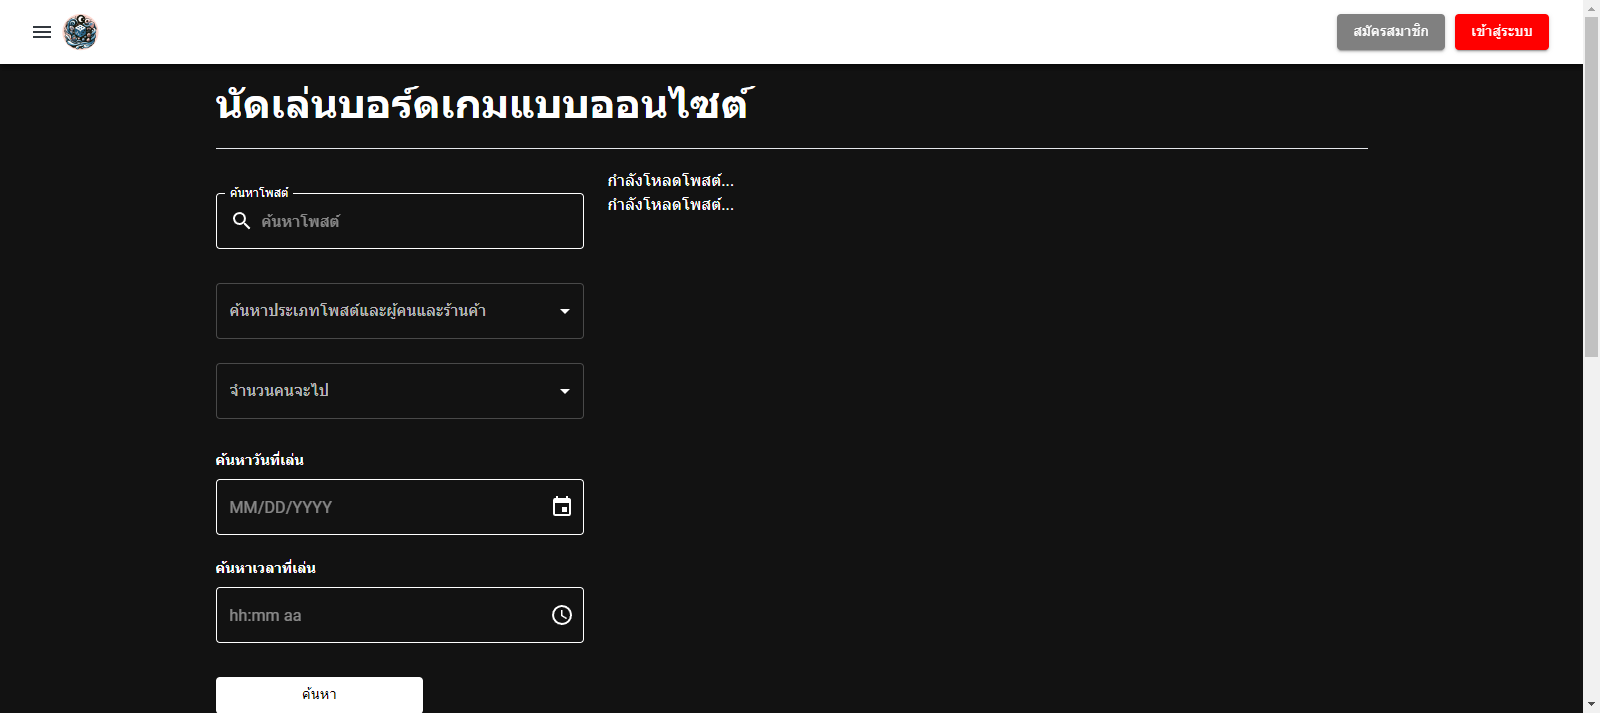 สมัครสมาชิก
เข้าสู่ระบบ
นัดเล่นบอร์ดเกมแบบออนไซต์
ค้นหาโพสต์
ค้นหาโพสต์
ค้นหาประเภทโพสต์และผู้คนและร้านค้า
จำนวนคนจะไป
ค้นหาวันที่เล่น
MM/DD/YYYY
ค้นหาเวลาที่เล่น
hh:mm aa
ค้นหา
กำลังโหลดโพสต์...
กำลังโหลดโพสต์...